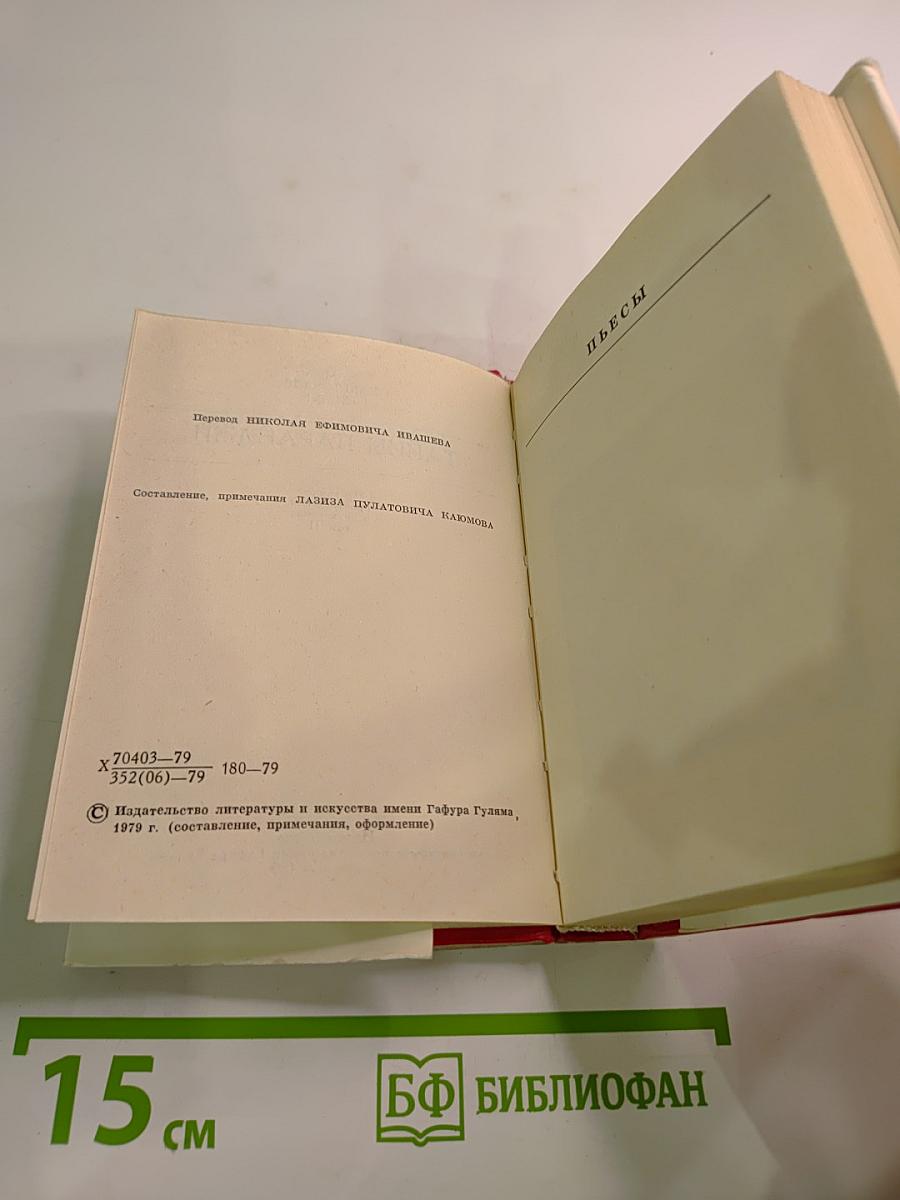 Перевод НИКОЛАЯ ЕФИМОВИЧА ИВАШЕВА
Составление, примечания ЛАЗИЗА ПУЛАТОВИЧА КАЮМОВА
X 70403—79
352(06)—79 180—79
© Издательство литературы и искусства имени Гафура Гуляма,
1979 г. (составление, примечания, оформление)
ПЬЕСЫ
15 см
БФ БИБЛИОФАН